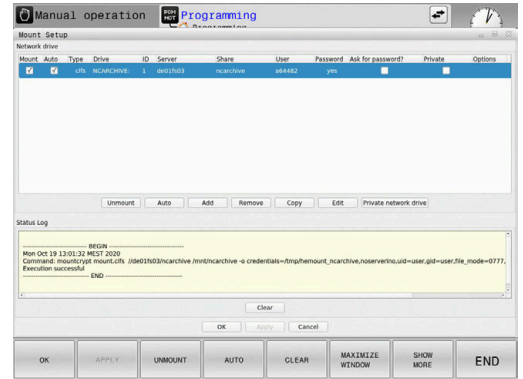 Manual operation
PGM MGT
Programming
Programming
Mount Setup
Network drive
Mount Auto Type Drive ID Server Share User Password Ask for password? Private Options
cifs NCARCHIVE: 1 de01fs03 ncarchive a64482 yes
Unmount Auto Add Remove Copy Edit Private network drive
Status Log
------------------------ BEGIN ------------------------
Mon Oct 19 13:01:32 MEST 2020
Command: mountcrypt mount.cifs //de01fs03/ncarchive /mnt/ncarchive -o credentials=/tmp/hemount_ncarchive,noserverino,uid=user,gid=user,file_mode=0777,
Execution successful
------------------------ END ------------------------
Clear
OK Apply Cancel
OK APPLY UNMOUNT AUTO CLEAR MAXIMIZE WINDOW SHOW MORE END